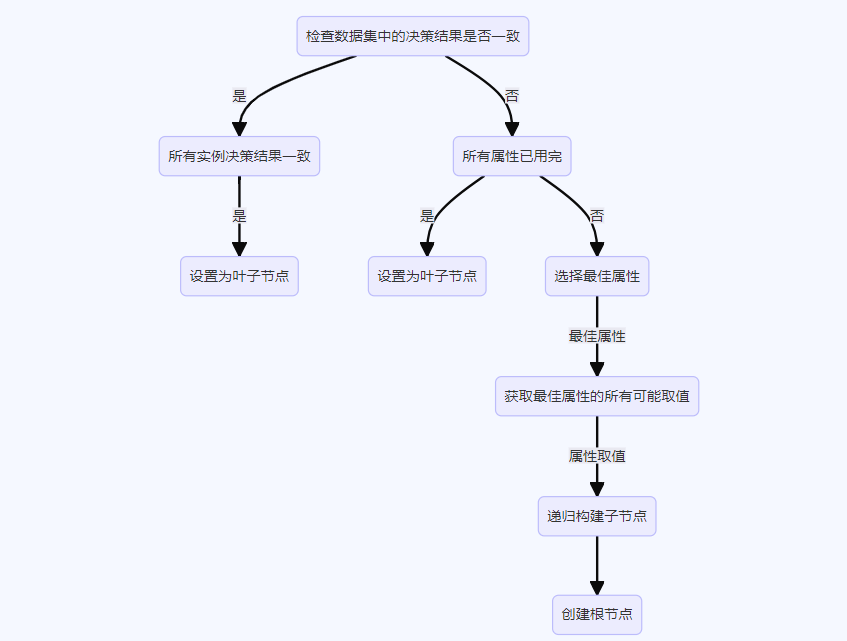 检查数据集中的决策结果是否一致
是
否
所有实例决策结果一致
所有属性已用完
是
是
否
设置为叶子节点
设置为叶子节点
选择最佳属性
最佳属性
获取最佳属性的所有可能取值
属性取值
递归构建子节点
创建根节点